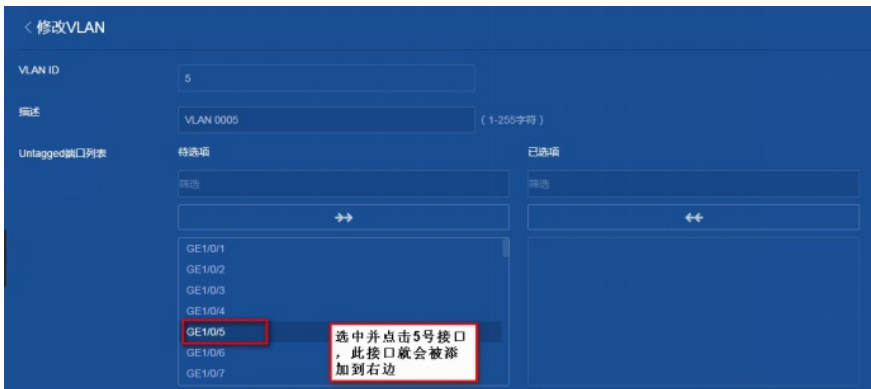 修改VLAN
VLAN ID
5
描述
VLAN 0005
（1-255字符）
Untagged端口列表
待选项
已选项
筛选
筛选
GE1/0/1
GE1/0/2
GE1/0/3
GE1/0/4
GE1/0/5
GE1/0/6
GE1/0/7
选中并点击5号接口
，此接口就会被添
加到右边